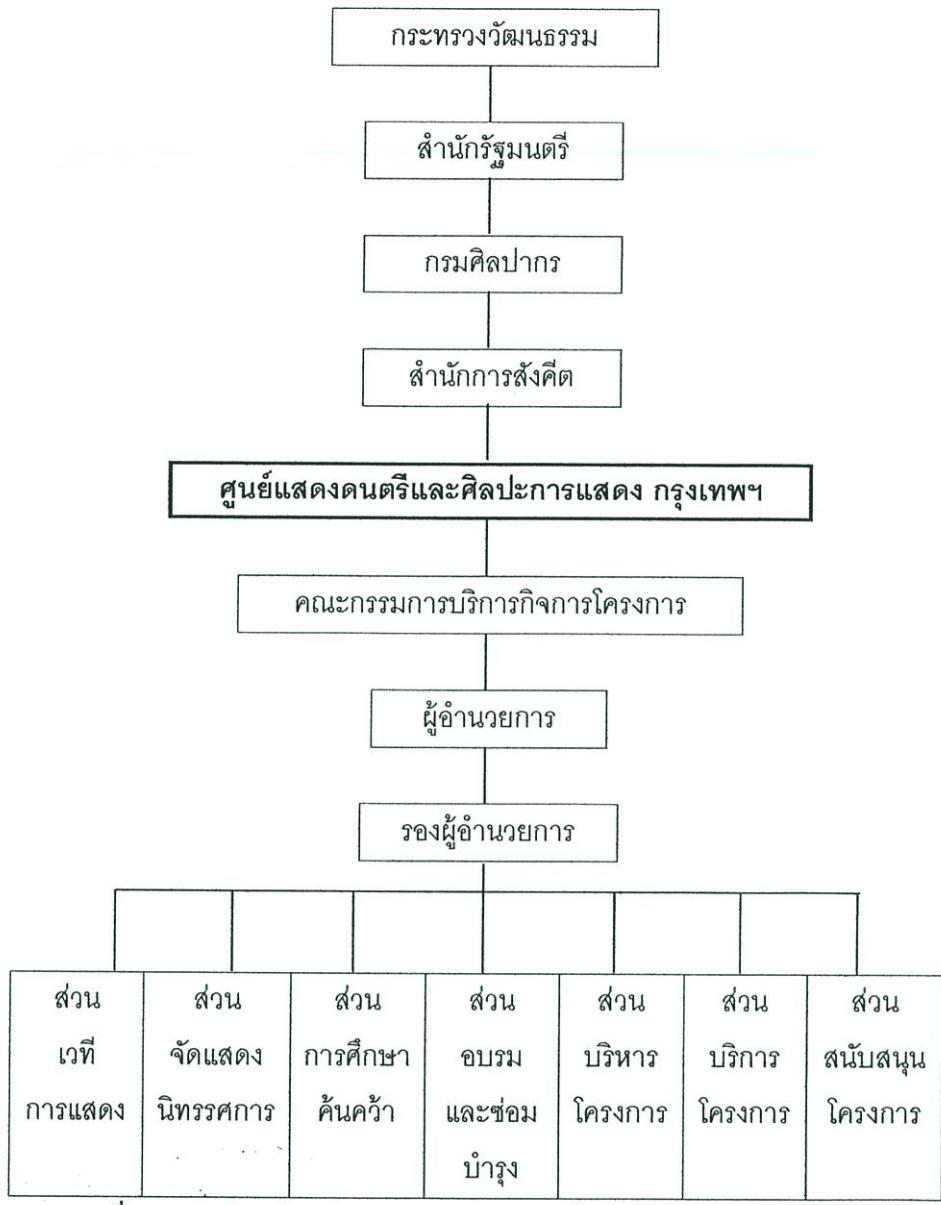 กระทรวงวัฒนธรรม
สำนักรัฐมนตรี
กรมศิลปากร
สำนักการสังคีต
ศูนย์แสดงดนตรีและศิลปะการแสดง กรุงเทพฯ
คณะกรรมการบริการกิจการโครงการ
ผู้อำนวยการ
รองผู้อำนวยการ
ส่วน
เวที
การแสดง
ส่วน
จัดแสดง
นิทรรศการ
ส่วน
การศึกษา
ค้นคว้า
ส่วน
อบรม
และซ่อม
บำรุง
ส่วน
บริหาร
โครงการ
ส่วน
บริการ
โครงการ
ส่วน
สนับสนุน
โครงการ